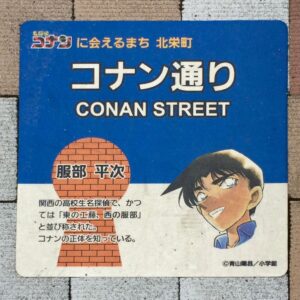 名探偵コナンに会えるまち 北栄町
コナン通り
CONAN STREET
服部 平次
関西の高校生名探偵で、かつ
ては「東の工藤、西の服部」
と並び称された。
コナンの正体を知っている。
©青山剛昌／小学館